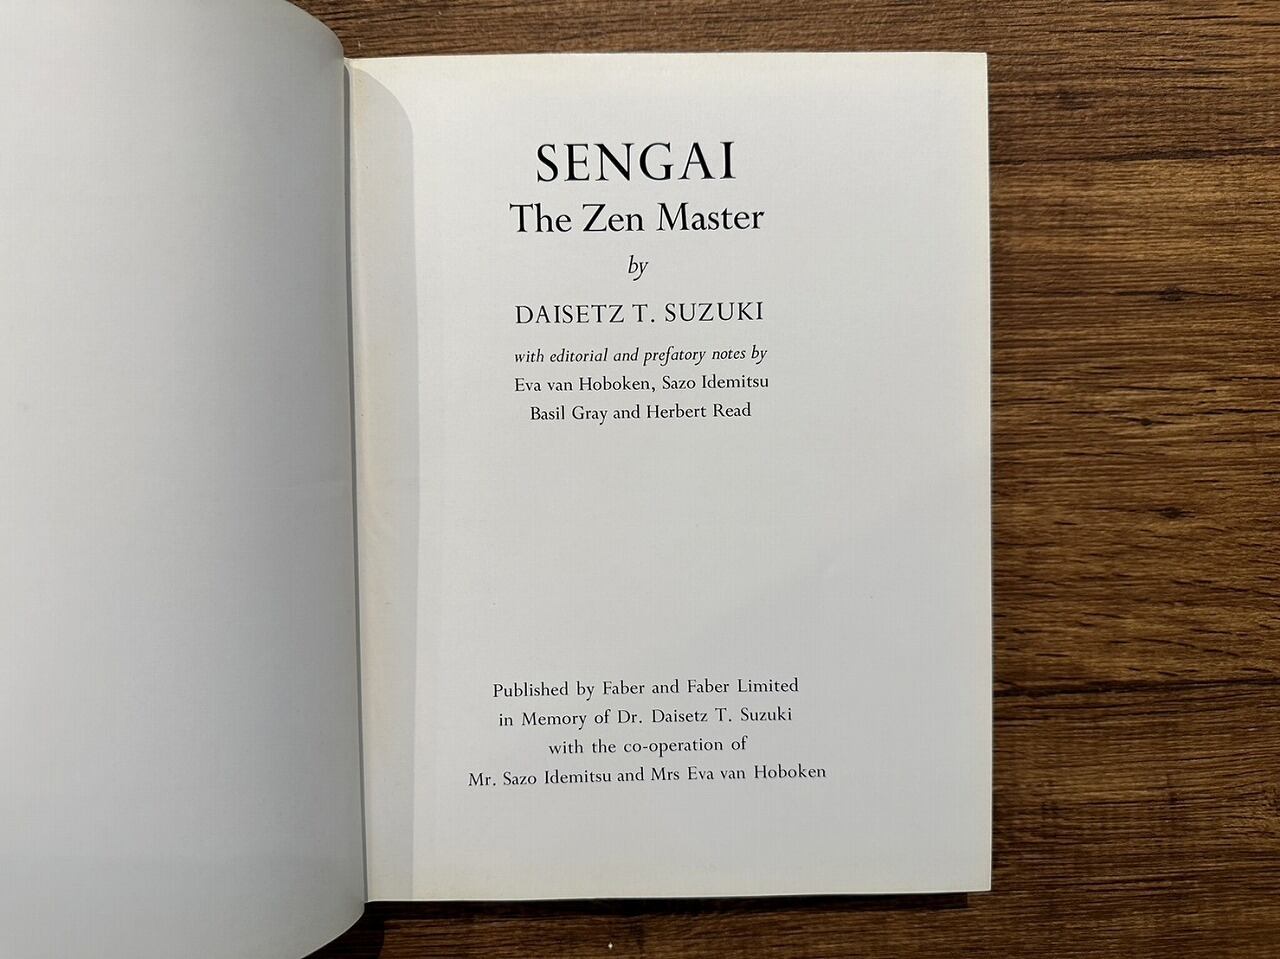 SENGAI
The Zen Master
by
DAISETZ T. SUZUKI
with editorial and prefatory notes by
Eva van Hoboken, Sazo Idemitsu
Basil Gray and Herbert Read
Published by Faber and Faber Limited
in Memory of Dr. Daisetz T. Suzuki
with the co-operation of
Mr. Sazo Idemitsu and Mrs Eva van Hoboken